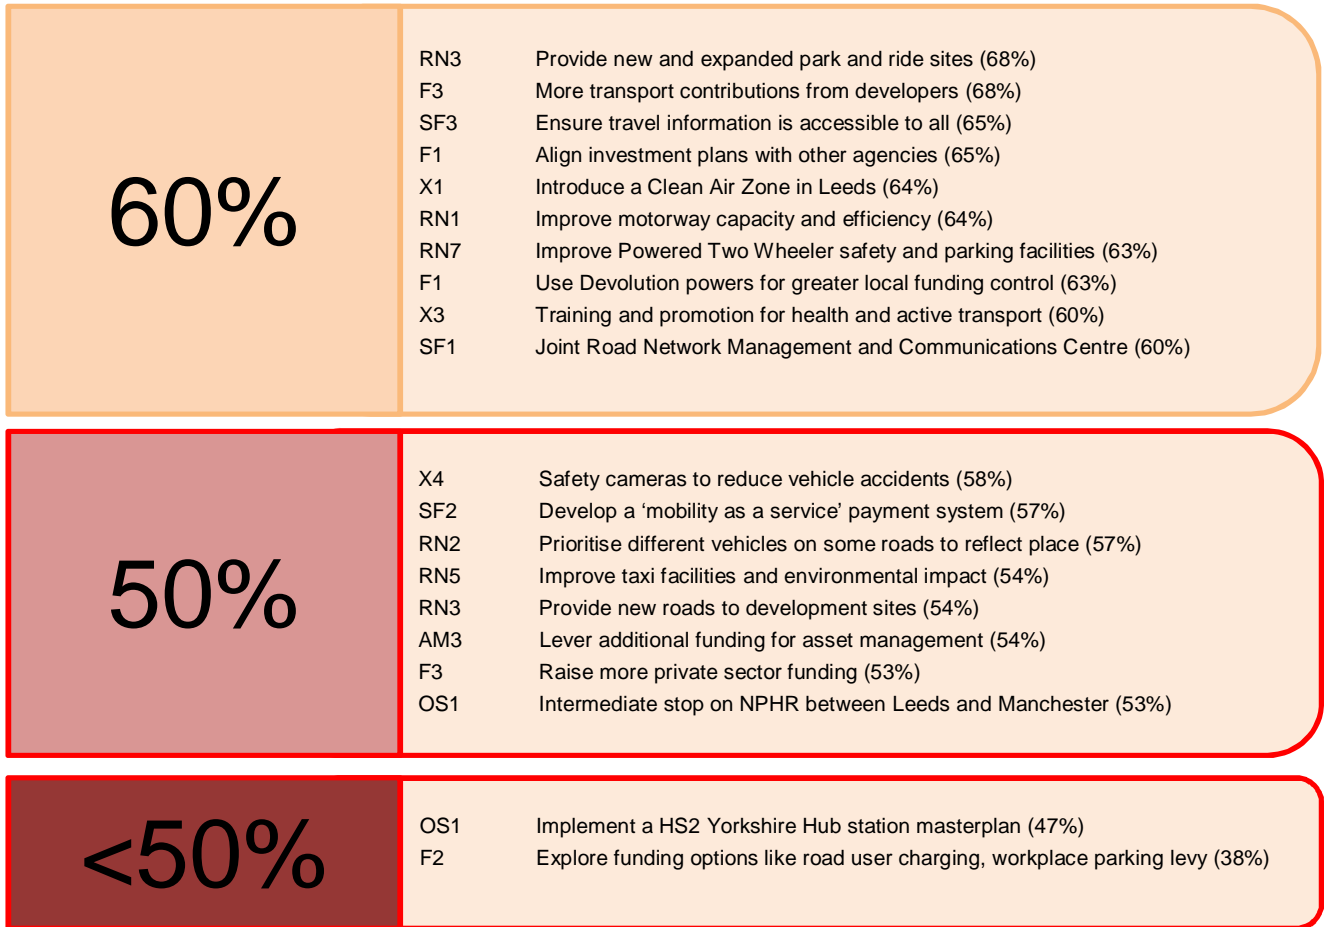 60%
RN3 Provide new and expanded park and ride sites (68%)
F3 More transport contributions from developers (68%)
SF3 Ensure travel information is accessible to all (65%)
F1 Align investment plans with other agencies (65%)
X1 Introduce a Clean Air Zone in Leeds (64%)
RN1 Improve motorway capacity and efficiency (64%)
RN7 Improve Powered Two Wheeler safety and parking facilities (63%)
F1 Use Devolution powers for greater local funding control (63%)
X3 Training and promotion for health and active transport (60%)
SF1 Joint Road Network Management and Communications Centre (60%)
50%
X4 Safety cameras to reduce vehicle accidents (58%)
SF2 Develop a ‘mobility as a service’ payment system (57%)
RN2 Prioritise different vehicles on some roads to reflect place (57%)
RN5 Improve taxi facilities and environmental impact (54%)
RN3 Provide new roads to development sites (54%)
AM3 Lever additional funding for asset management (54%)
F3 Raise more private sector funding (53%)
OS1 Intermediate stop on NPHR between Leeds and Manchester (53%)
<50%
OS1 Implement a HS2 Yorkshire Hub station masterplan (47%)
F2 Explore funding options like road user charging, workplace parking levy (38%)